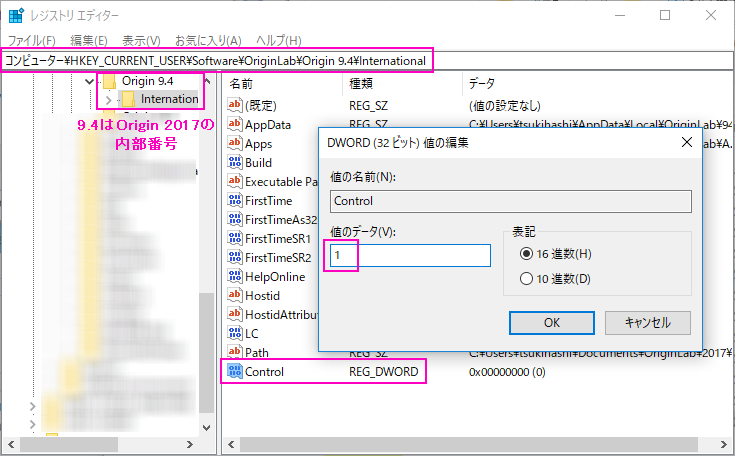 レジストリ エディター
ファイル(F) 編集(E) 表示(V) お気に入り(A) ヘルプ(H)
コンピューター¥HKEY_CURRENT_USER¥Software¥OriginLab¥Origin 9.4¥International
Origin 9.4
Internation
9.4はOrigin 2017の
内部番号
名前 種類 データ
(既定) REG_SZ (値の設定なし)
AppData REG_SZ C:¥Users¥tsukihashi¥AppData¥Local¥OriginLab¥94
Apps
Build
Executable Pa
FirstTime
FirstTimeAs32
FirstTimeSR1
FirstTimeSR2
HelpOnline
Hostid
HostidAttribut
LC
Path REG_SZ C:¥Users¥tsukihashi¥Documents¥OriginLab¥2017¥
Control REG_DWORD 0x00000000 (0)
DWORD (32 ビット) 値の編集
値の名前(N):
Control
値のデータ(V):
1
表記
16 進数(H)
10 進数(D)
OK キャンセル